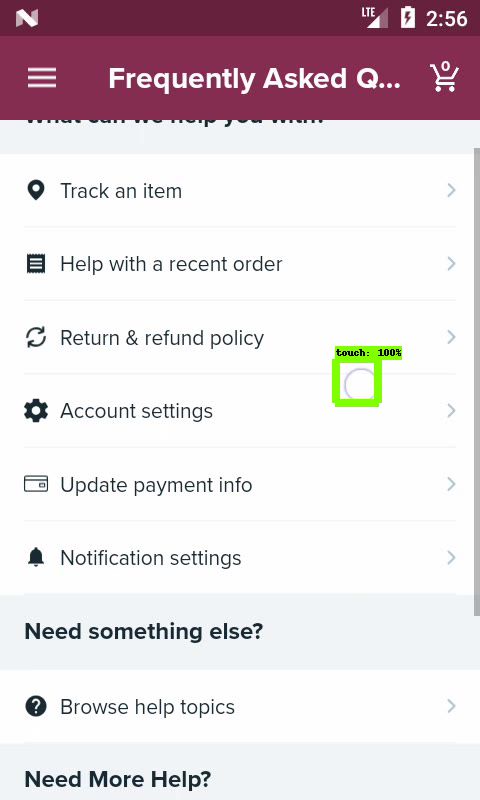 LTE 2:56
Frequently Asked Q... 0
What can we help you with?
Track an item
Help with a recent order
Return & refund policy
touch: 100%
Account settings
Update payment info
Notification settings
Need something else?
Browse help topics
Need More Help?